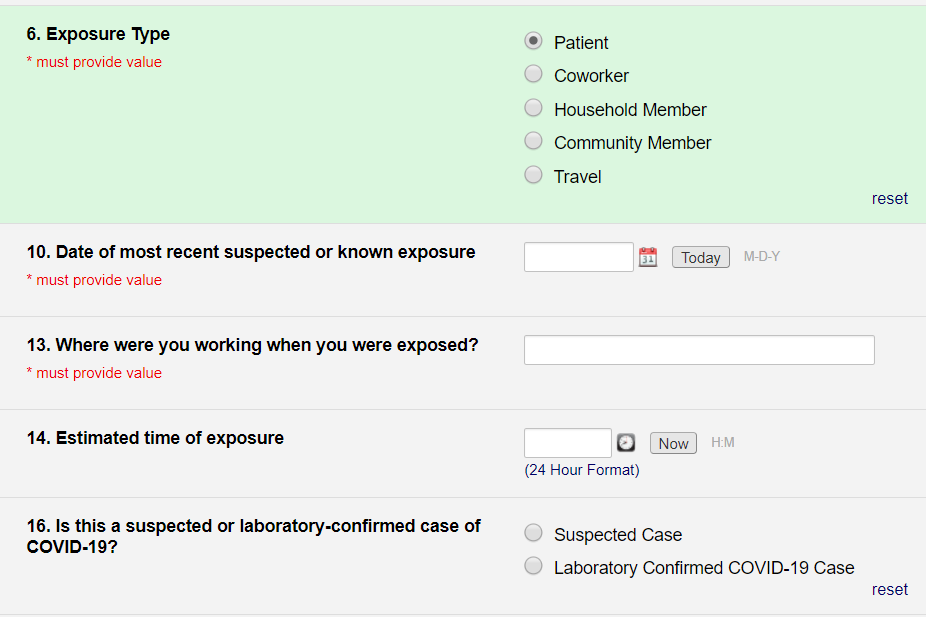 6. Exposure Type
* must provide value
Patient
Coworker
Household Member
Community Member
Travel
reset
10. Date of most recent suspected or known exposure
* must provide value
31
Today
M-D-Y
13. Where were you working when you were exposed?
* must provide value
14. Estimated time of exposure
Now
H:M
(24 Hour Format)
16. Is this a suspected or laboratory-confirmed case of
COVID-19?
Suspected Case
Laboratory Confirmed COVID-19 Case
reset